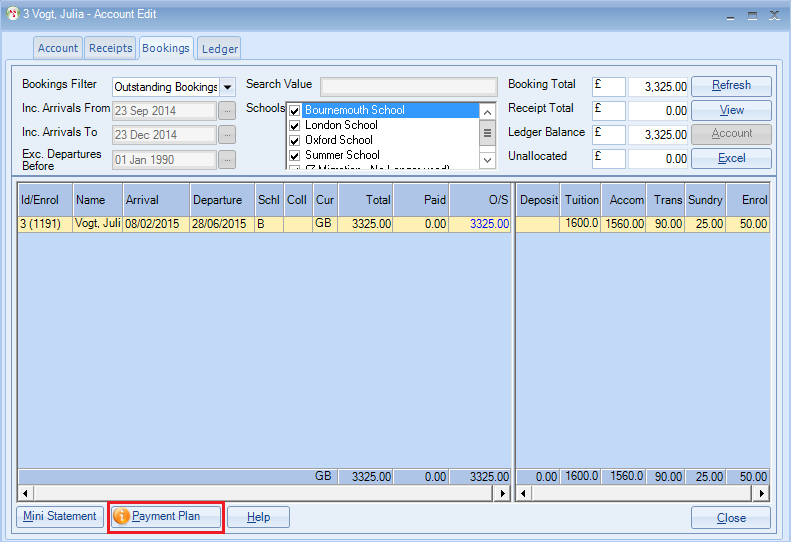 3 Vogt, Julia - Account Edit
Account Receipts Bookings Ledger
Bookings Filter Outstanding Bookings Search Value Booking Total £ 3,325.00 Refresh
Inc. Arrivals From 23 Sep 2014 ... Schools Bournemouth School Receipt Total £ 0.00 View
London School
Inc. Arrivals To 23 Dec 2014 ... Oxford School Ledger Balance £ 3,325.00 Account
Exc. Departures Before 01 Jan 1990 ... Summer School Unallocated £ 0.00 Excel
Id/Enrol Name Arrival Departure Schl Coll Cur Total Paid O/S Deposit Tuition Accom Trans Sundry Enrol
3 (1191) Vogt, Juli 08/02/2015 28/06/2015 B GB 3325.00 0.00 3325.00 1600.0 1560.00 90.00 25.00 50.00
GB 3325.00 0.00 3325.00 0.00 1600.0 1560.0 90.00 25.00 50.00
Mini Statement Payment Plan Help Close